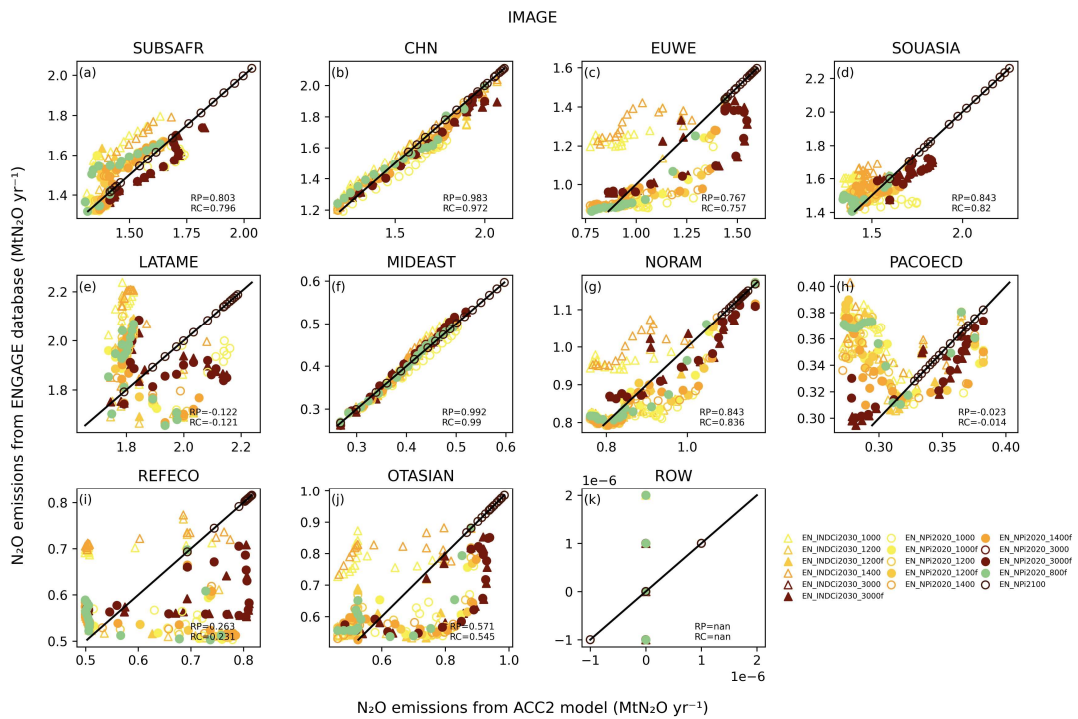 IMAGE
N₂O emissions from ENGAGE database (MtN₂O yr⁻¹)
SUBSAFR
(a)
2.0
1.8
1.6
1.4
RP=0.803
RC=0.796
1.50
1.75
2.00
CHN
(b)
2.0
1.8
1.6
1.4
1.2
RP=0.983
RC=0.972
1.5
2.0
EUWE
(c)
1.6
1.4
1.2
1.0
RP=0.767
RC=0.757
0.75
1.00
1.25
1.50
SOUASIA
(d)
2.2
2.0
1.8
1.6
1.4
RP=0.843
RC=0.82
1.5
2.0
LATAME
(e)
2.2
2.0
1.8
RP=-0.122
RC=-0.121
1.8
2.0
2.2
MIDEAST
(f)
0.6
0.5
0.4
0.3
RP=0.992
RC=0.99
0.3
0.4
0.5
0.6
NORAM
(g)
1.1
1.0
0.9
0.8
RP=0.843
RC=0.836
0.8
1.0
PACOECD
(h)
0.40
0.38
0.36
0.34
0.32
0.30
RP=-0.023
RC=-0.014
0.30
0.35
0.40
REFECO
(i)
0.8
0.7
0.6
0.5
RP=0.263
RC=0.231
0.5
0.6
0.7
0.8
OTASIAN
(j)
1.0
0.9
0.8
0.7
0.6
RP=0.571
RC=0.545
0.6
0.8
1.0
ROW
1e−6
(k)
2
1
0
−1
RP=nan
RC=nan
−1
0
1
2
1e−6
EN_INDCi2030_1000
EN_INDCi2030_1200
EN_INDCi2030_1200f
EN_INDCi2030_1400
EN_INDCi2030_3000
EN_INDCi2030_3000f
EN_NPi2020_1000
EN_NPi2020_1000f
EN_NPi2020_1200
EN_NPi2020_1200f
EN_NPi2020_1400
EN_NPi2020_1400f
EN_NPi2020_3000
EN_NPi2020_3000f
EN_NPi2020_800f
EN_NPi2100
N₂O emissions from ACC2 model (MtN₂O yr⁻¹)